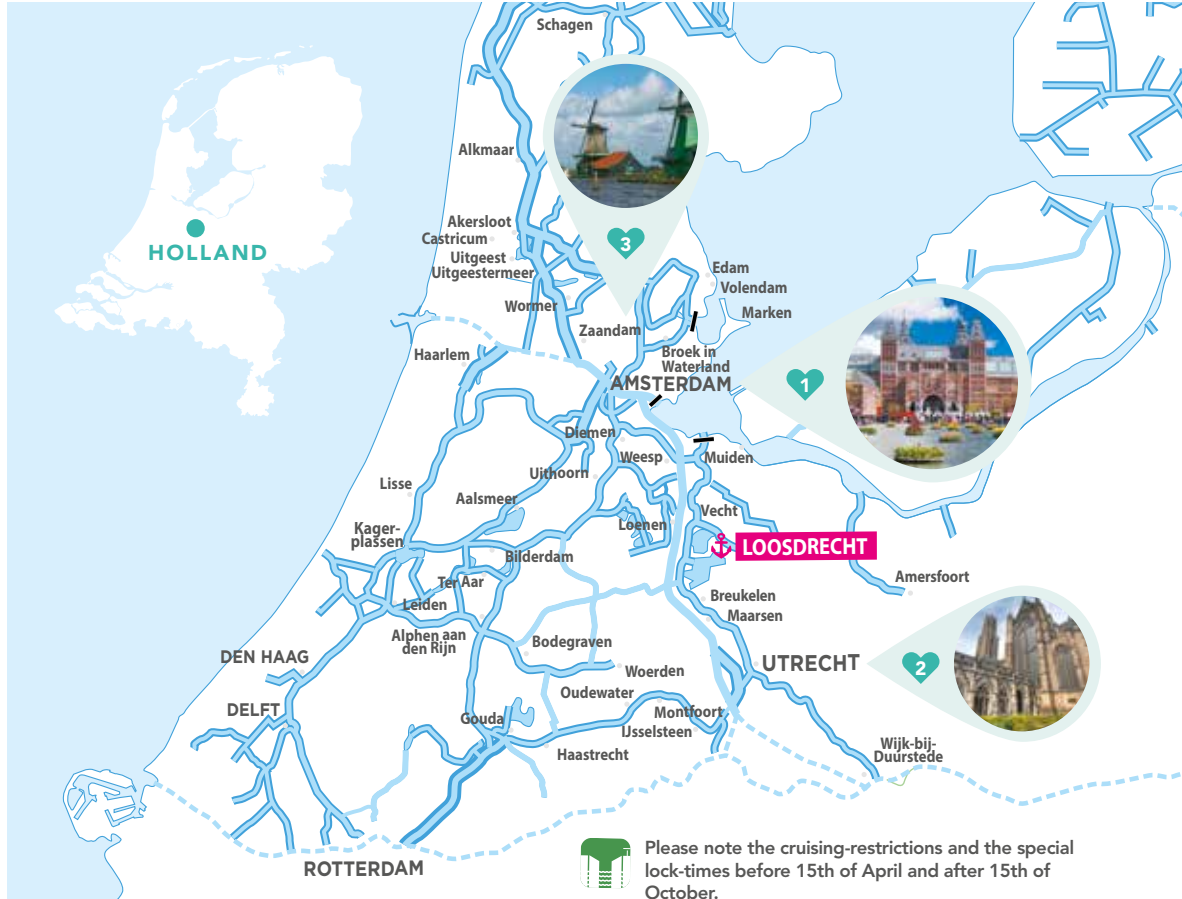 Schagen
Alkmaar
Akersloot
Castricum
Uitgeest
Uitgeestermeer
HOLLAND
3
Edam
Volendam
Marken
Wormer
Zaandam
Haarlem
Broek in
Waterland
AMSTERDAM
1
Diemen
Weesp
Muiden
Uithoorn
Lisse
Aalsmeer
Vecht
Kager-
plassen
Loenen
LOOSDRECHT
Bilderdam
Ter Aar
Amersfoort
Leiden
Breukelen
Maarsen
Alphen aan
den Rijn
Bodegraven
DEN HAAG
UTRECHT
2
Woerden
Oudewater
DELFT
Montfoort
Gouda
IJsselsteen
Haastrecht
Wijk-bij-
Duurstede
ROTTERDAM
Please note the cruising-restrictions and the special
lock-times before 15th of April and after 15th of
October.